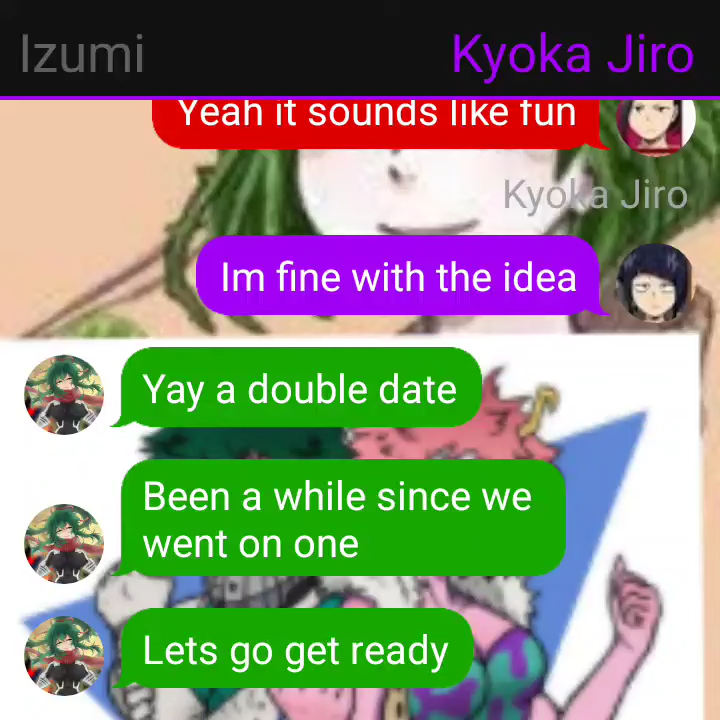 Izumi
Kyoka Jiro
Yeah it sounds like fun
Kyoka Jiro
Im fine with the idea
Yay a double date
Been a while since we
went on one
Lets go get ready